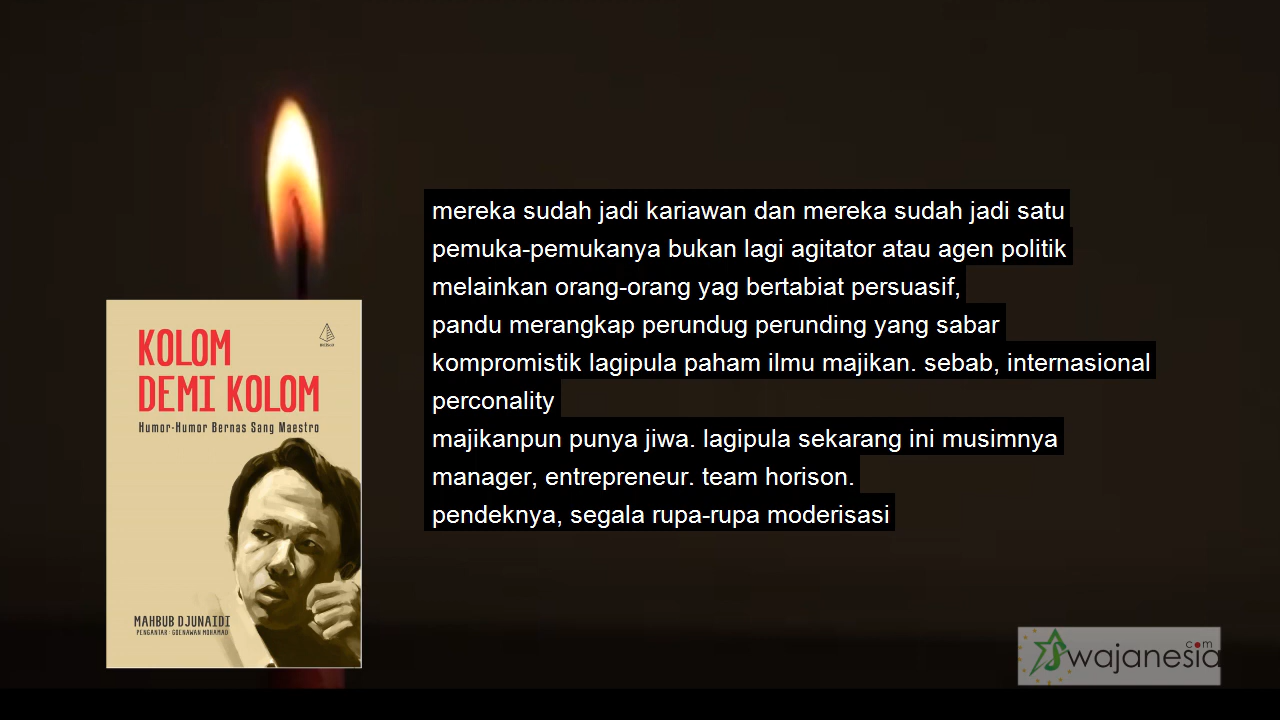 KOLOM
DEMI KOLOM
Humor-Humor Bernas Sang Maestro
MAHBUB DJUNAIDI
PENGANTAR: GOENAWAN MOHAMAD
mereka sudah jadi kariawan dan mereka sudah jadi satu
pemuka-pemukanya bukan lagi agitator atau agen politik
melainkan orang-orang yag bertabiat persuasif,
pandu merangkap perundug perunding yang sabar
kompromistik lagipula paham ilmu majikan. sebab, internasional
perconality
majikanpun punya jiwa. lagipula sekarang ini musimnya
manager, entrepreneur. team horison.
pendeknya, segala rupa-rupa moderisasi
Swajanesia
com